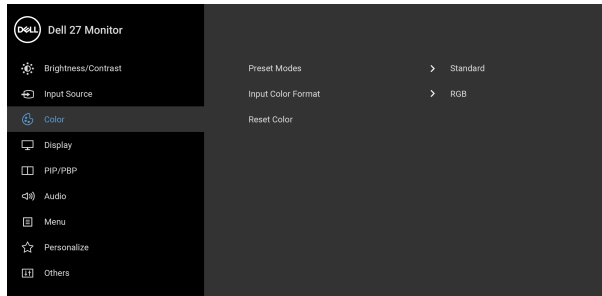 DELL Dell 27 Monitor
Brightness/Contrast
Input Source
Color
Display
PIP/PBP
Audio
Menu
Personalize
Others
Preset Modes > Standard
Input Color Format > RGB
Reset Color